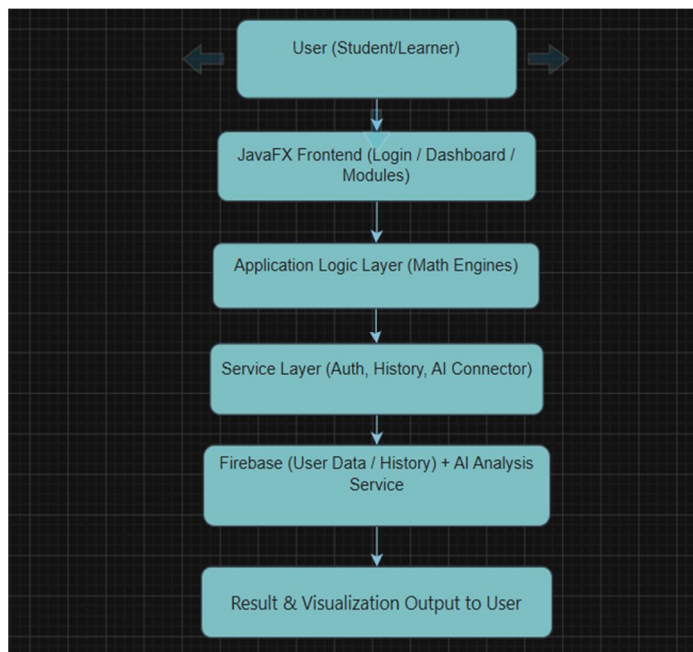 User (Student/Learner)
JavaFX Frontend (Login / Dashboard /
Modules)
Application Logic Layer (Math Engines)
Service Layer (Auth, History, AI Connector)
Firebase (User Data / History) + AI Analysis
Service
Result & Visualization Output to User